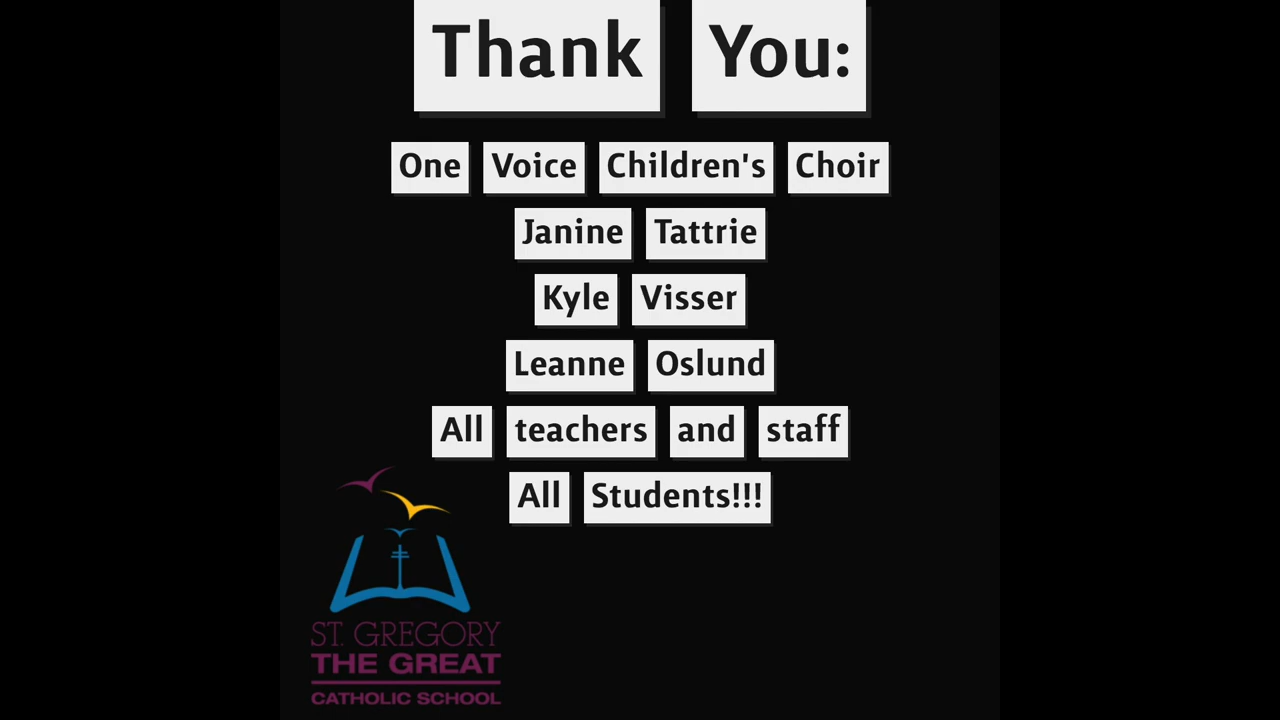 Thank You:
One Voice Children's Choir
Janine Tattrie
Kyle Visser
Leanne Oslund
All teachers and staff
All Students!!!
ST. GREGORY
THE GREAT
CATHOLIC SCHOOL